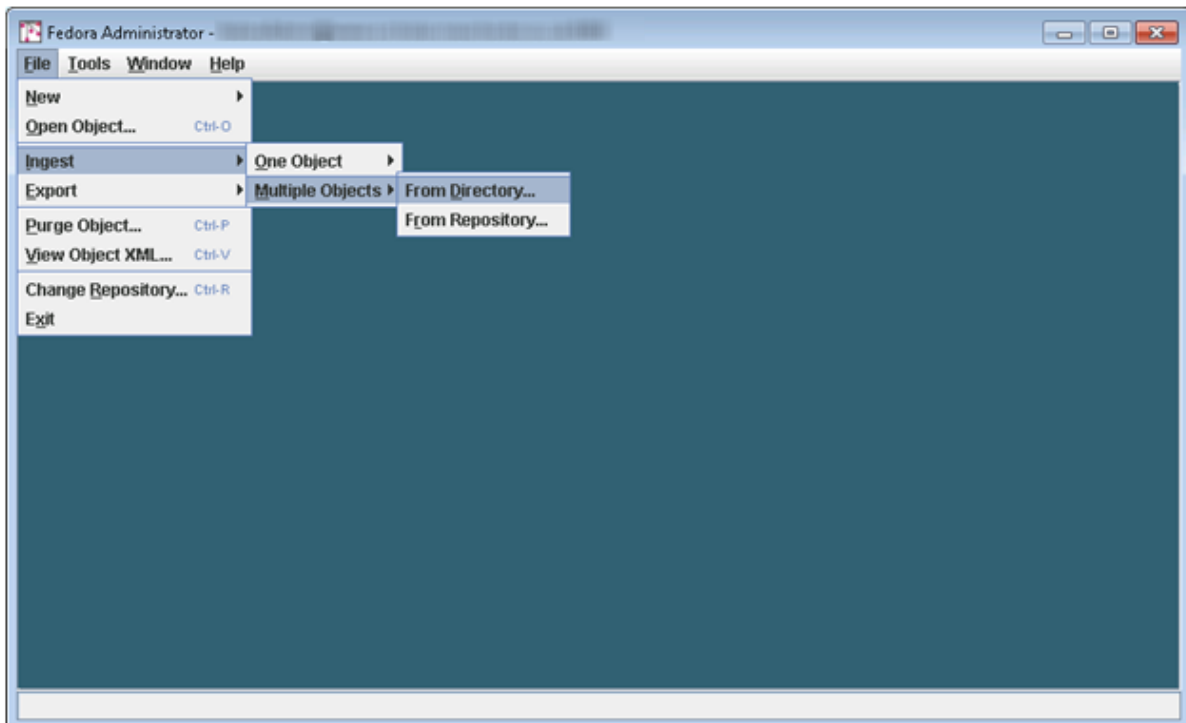 Fedora Administrator -
File Tools Window Help
New
Open Object... Ctrl-O
Ingest One Object
Export Multiple Objects From Directory...
Purge Object... Ctrl-P From Repository...
View Object XML... Ctrl-V
Change Repository... Ctrl-R
Exit